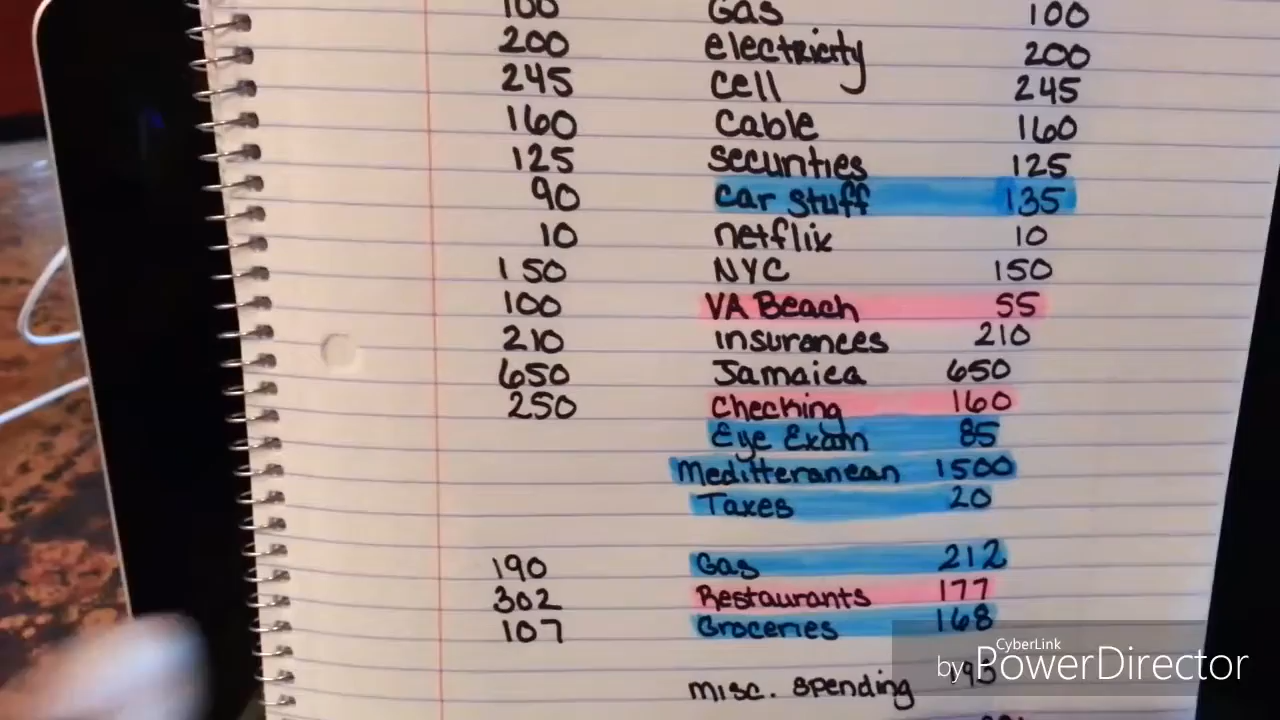 100 Gas 100
200 electricity 200
245 Cell 245
160 Cable 160
125 Securities 125
90 Car Stuff 135
10 netflix 10
150 NYC 150
100 VA Beach 55
210 insurances 210
650 Jamaica 650
250 Checking 160
Eye Exam 85
Meditteranean 1500
Taxes 20
190 Gas 212
302 Restaurants 177
107 Groceries 168
misc. spending
CyberLink
by PowerDirector